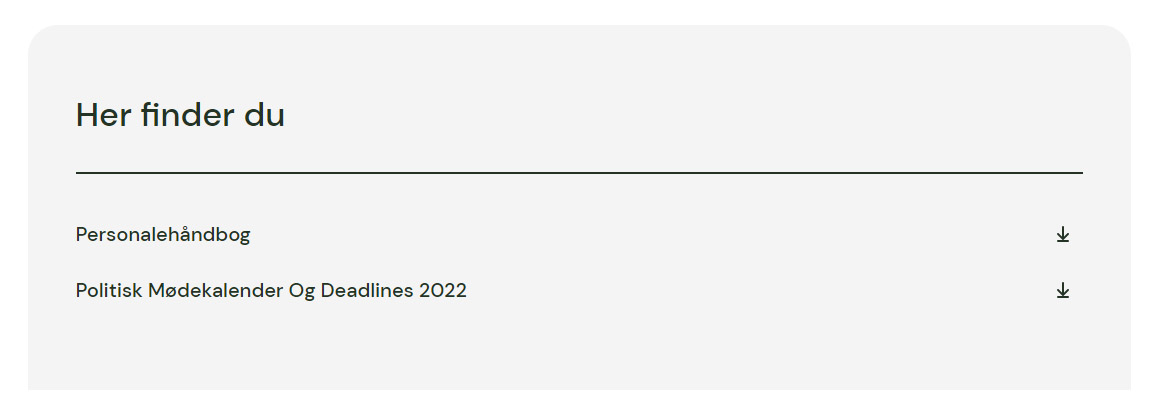 Her finder du
Personalehåndbog
Politisk Mødekalender Og Deadlines 2022